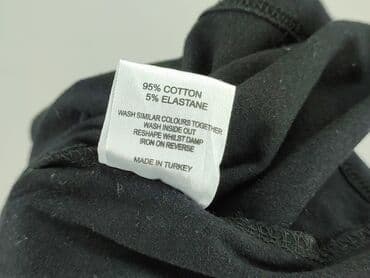 95% COTTON
5% ELASTANE
WASH SIMILAR COLOURS TOGETHER
WASH INSIDE OUT
RESHAPE WHILST DAMP
IRON ON REVERSE
MADE IN TURKEY